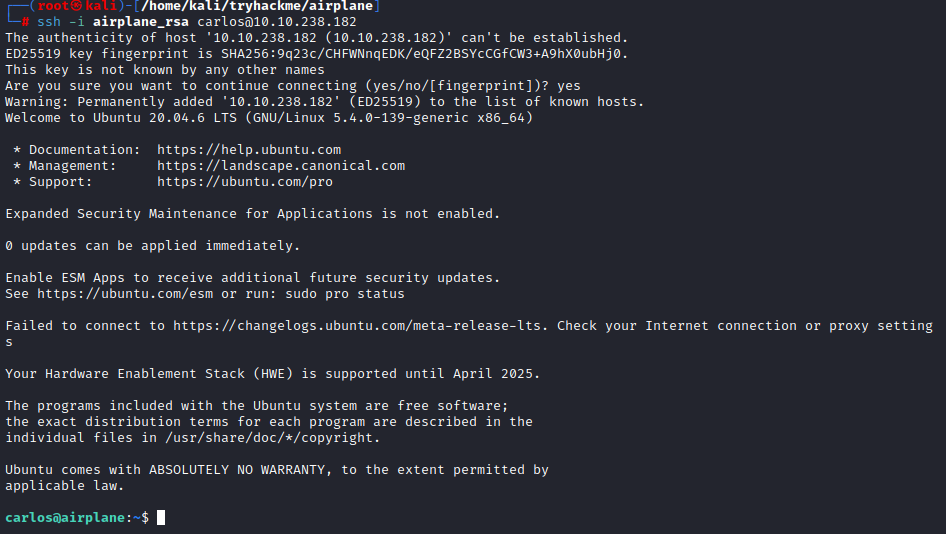 ┌──(root㉿kali)-[/home/kali/tryhackme/airplane]
└─# ssh -i airplane_rsa carlos@10.10.238.182
The authenticity of host '10.10.238.182 (10.10.238.182)' can't be established.
ED25519 key fingerprint is SHA256:9q23c/CHFWNnqEDK/eQFZ2BSYcCGfCW3+A9hX0ubHj0.
This key is not known by any other names
Are you sure you want to continue connecting (yes/no/[fingerprint])? yes
Warning: Permanently added '10.10.238.182' (ED25519) to the list of known hosts.
Welcome to Ubuntu 20.04.6 LTS (GNU/Linux 5.4.0-139-generic x86_64)
* Documentation:  https://help.ubuntu.com
* Management:     https://landscape.canonical.com
* Support:        https://ubuntu.com/pro
Expanded Security Maintenance for Applications is not enabled.
0 updates can be applied immediately.
Enable ESM Apps to receive additional future security updates.
See https://ubuntu.com/esm or run: sudo pro status
Failed to connect to https://changelogs.ubuntu.com/meta-release-lts. Check your Internet connection or proxy setting
s
Your Hardware Enablement Stack (HWE) is supported until April 2025.
The programs included with the Ubuntu system are free software;
the exact distribution terms for each program are described in the
individual files in /usr/share/doc/*/copyright.
Ubuntu comes with ABSOLUTELY NO WARRANTY, to the extent permitted by
applicable law.
carlos@airplane:~$